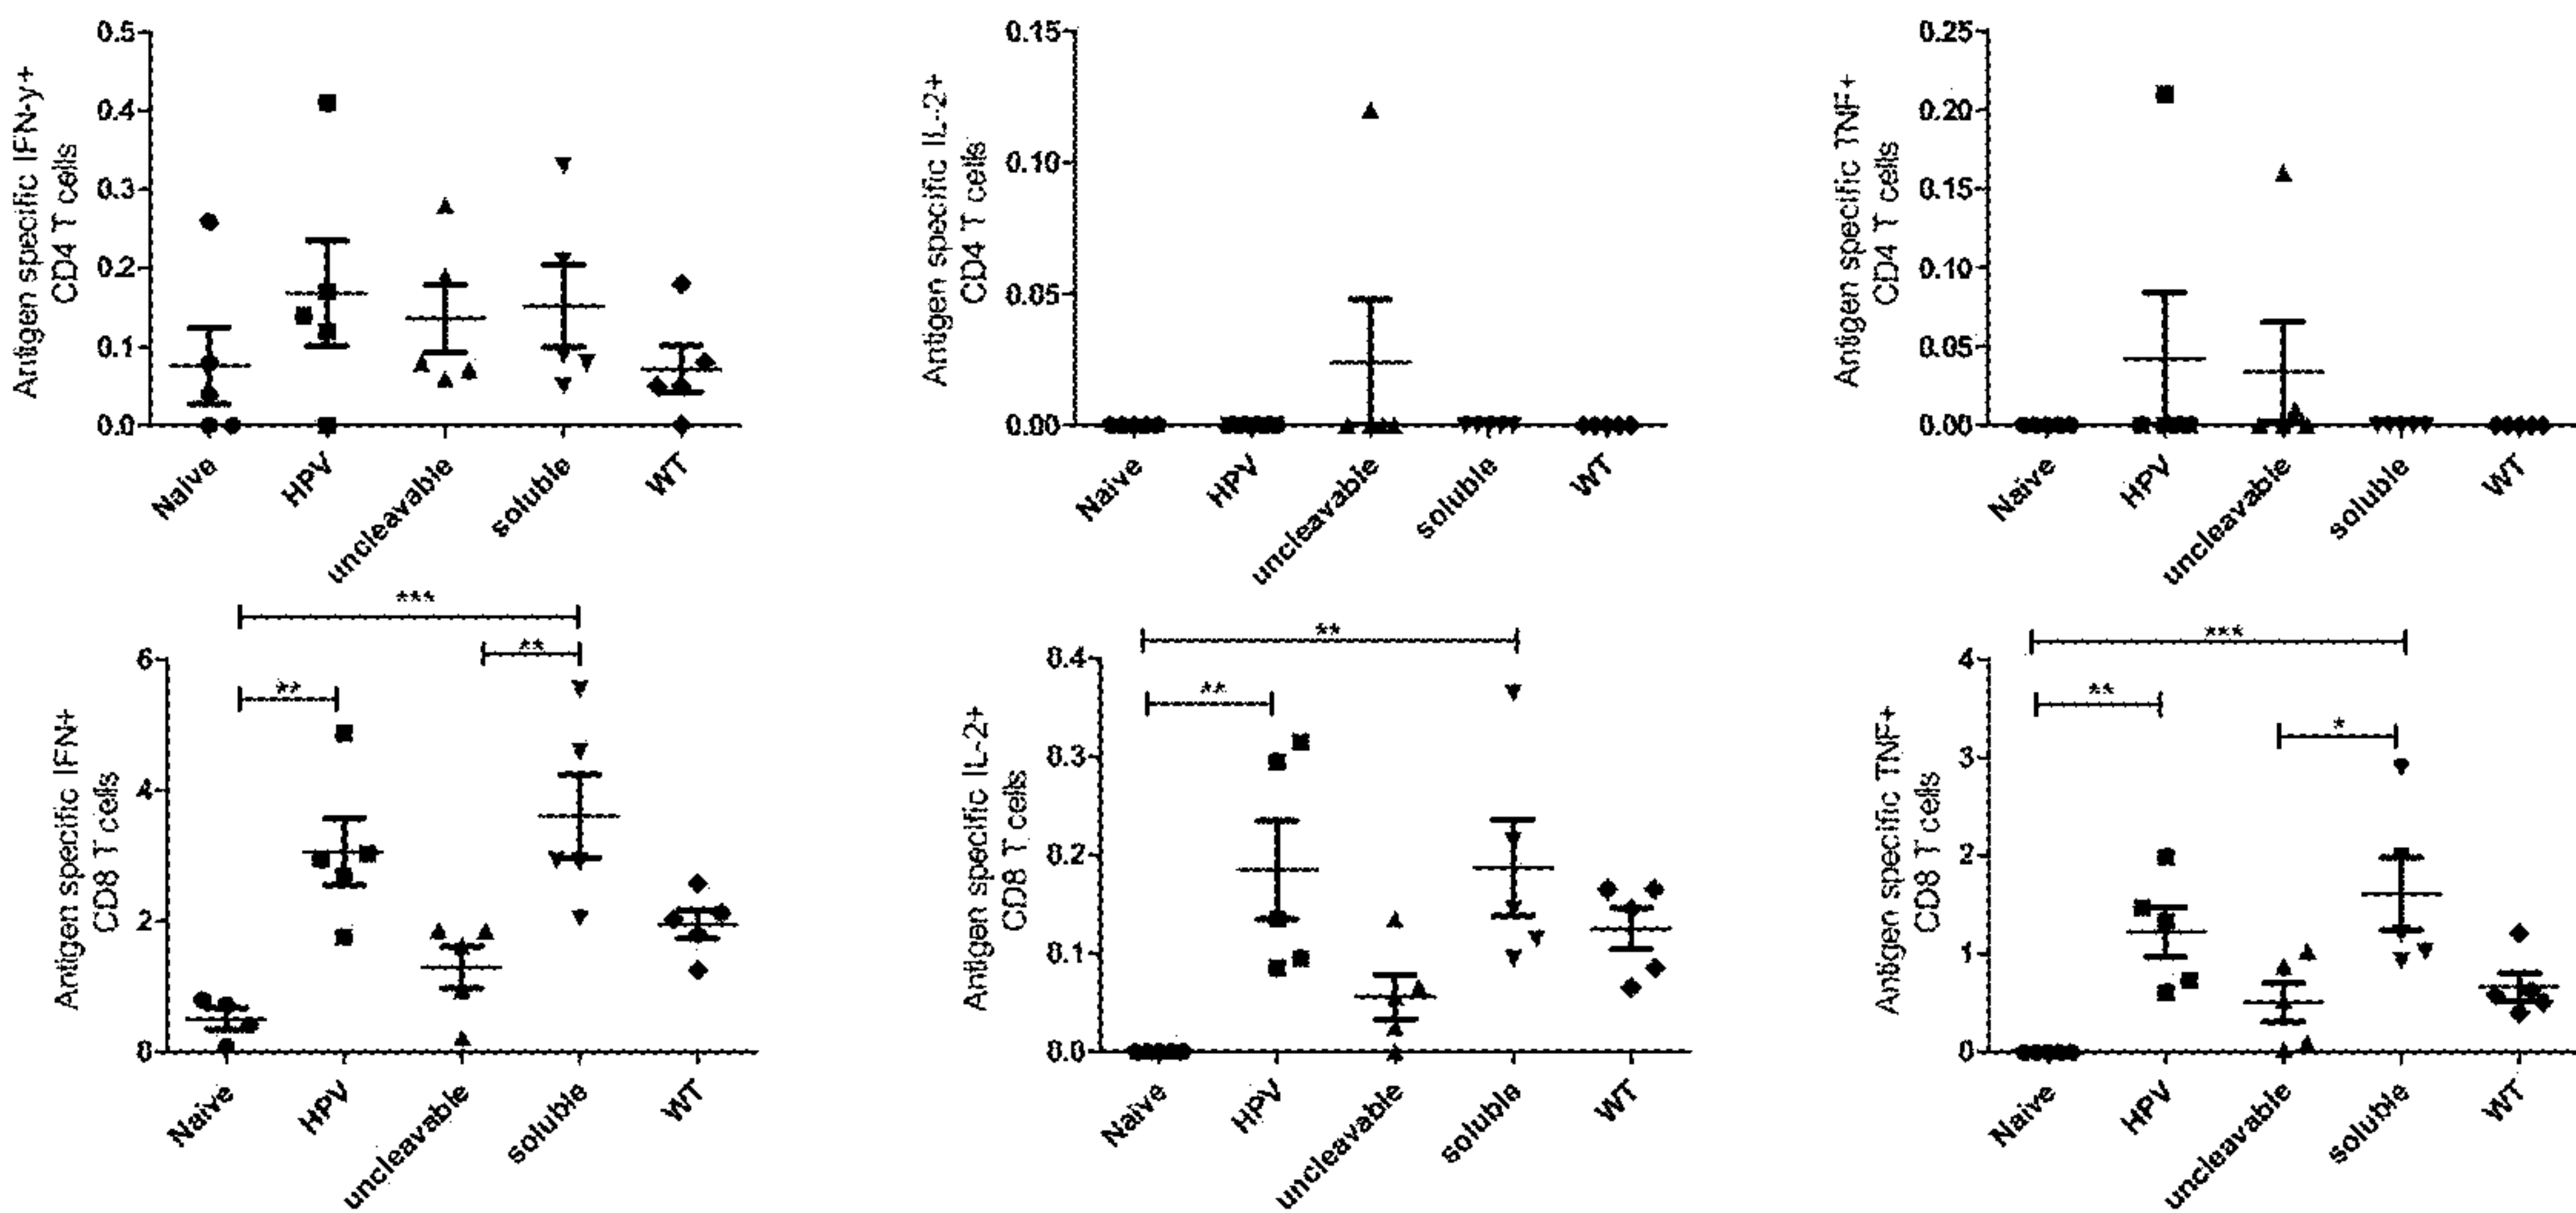 Antigen specific IFN-y+
CD4 T cells
0.5
0.4
0.3
0.2
0.1
0.0
Naive
HPV
uncleavable
soluble
WT
Antigen specific IL-2+
CD4 T cells
0.15
0.10
0.05
0.00
Naive
HPV
uncleavable
soluble
WT
Antigen specific TNF+
CD4 T cells
0.25
0.20
0.15
0.10
0.05
0.00
Naive
HPV
uncleavable
soluble
WT
Antigen specific IFN+
CD8 T cells
6
4
2
0
***
**
**
Naive
HPV
uncleavable
soluble
WT
Antigen specific IL-2+
CD8 T cells
0.4
0.3
0.2
0.1
0.0
**
**
Naive
HPV
uncleavable
soluble
WT
Antigen specific TNF+
CD8 T cells
4
3
2
1
0
***
**
*
Naive
HPV
uncleavable
soluble
WT